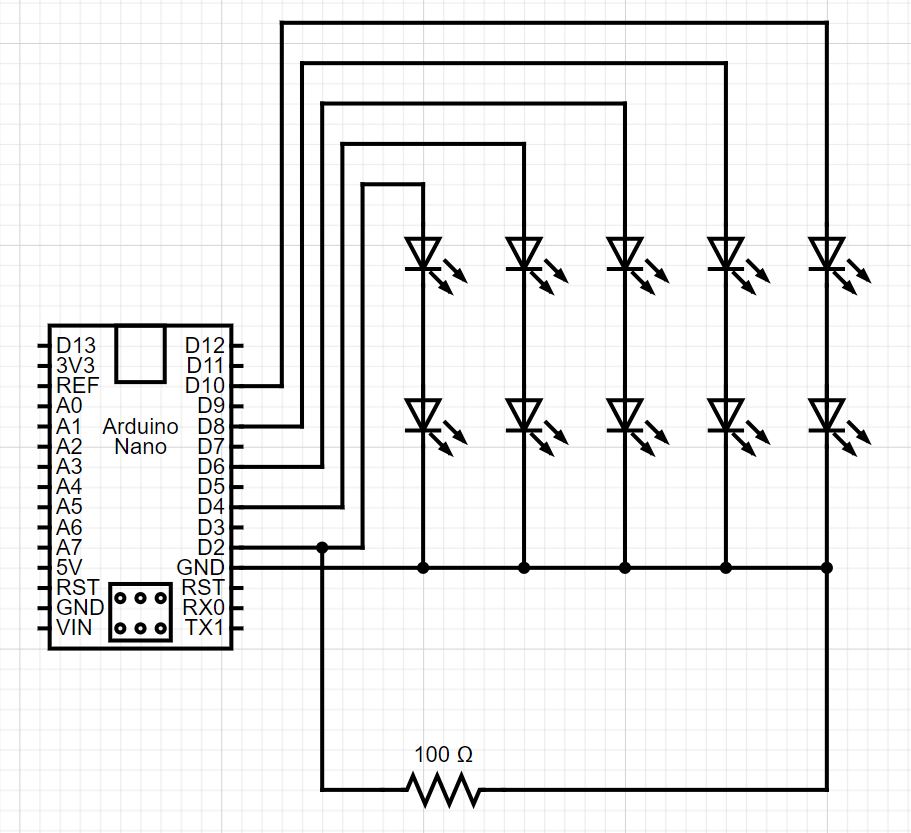 D13 D12
3V3 D11
REF D10
A0 D9
A1 Arduino D8
A2 Nano D7
A3 D6
A4 D5
A5 D4
A6 D3
A7 D2
5V GND
RST RST
GND RX0
VIN TX1
100 Ω